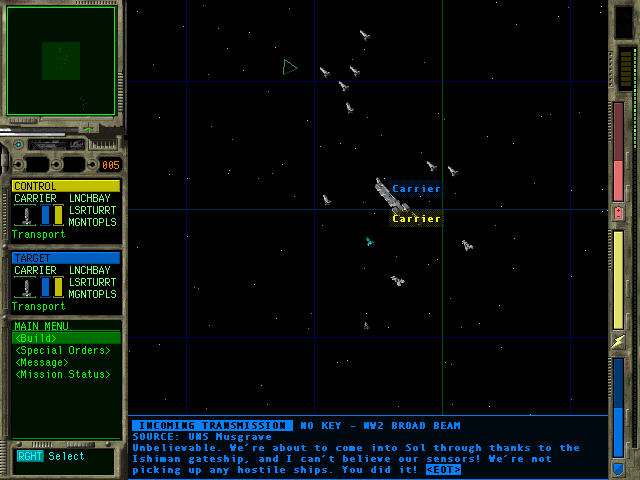 005
CONTROL
CARRIER LNCHBAY
LSRTURRT
MGNTOPLS
Transport
TARGET
CARRIER LNCHBAY
LSRTURRT
MGNTOPLS
Transport
MAIN MENU
<Build>
<Special Orders>
<Message>
<Mission Status>
RGHT Select
Carrier
Carrier
INCOMING TRANSMISSION NO KEY - NW2 BROAD BEAM
SOURCE: UNS Musgrave
Unbelievable. We're about to come into Sol through thanks to the
Ishiman gateship, and I can't believe our sensors! We're not
picking up any hostile ships. You did it! <EOT>